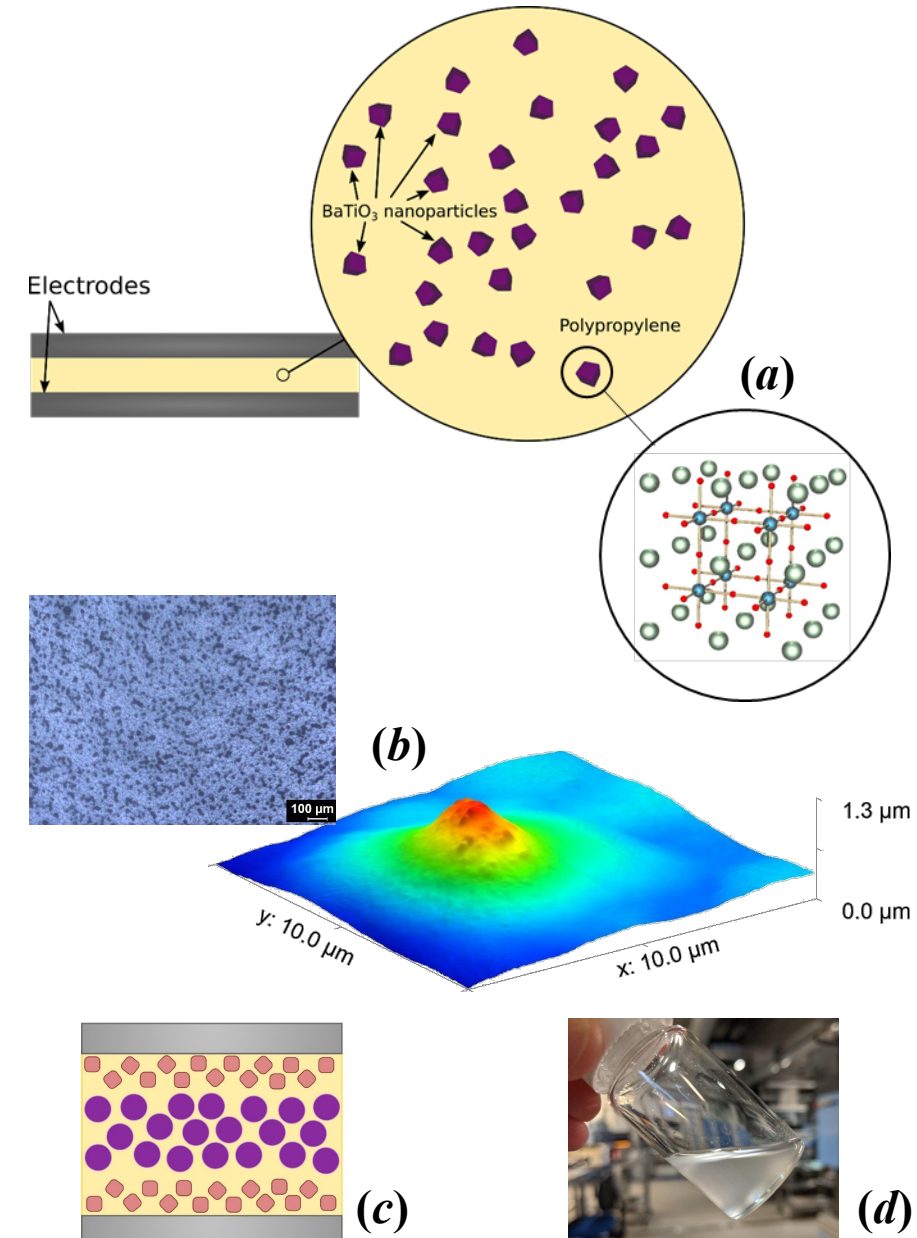 BaTiO₃ nanoparticles
Electrodes
Polypropylene
(a)
100 µm
(b)
1.3 µm
0.0 µm
y: 10.0 µm
x: 10.0 µm
(c)
(d)